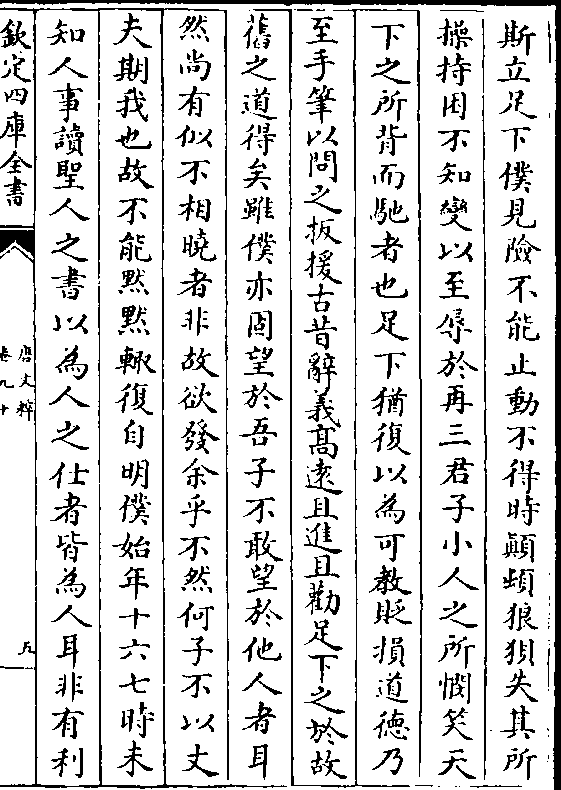 斯立足下僕見險不能止動不得時顛蚑狼狽失其所
操持困不知變以至辱於再三君子小人之所憫笑天
下之所背而馳者也足下猶復以為可教貶損道德乃
至手筆以問之扳援古昔辭義髙逺且進且勸足下之於故
舊之道得矣雖僕亦固望於吾子不敢望於他人者耳
然尚有似不相曉者非故欲發余乎不然何子不以丈
夫期我也故不能黙黙輙復自明僕始年十六七時未
知人事讀聖人之書以為人之仕者皆為人耳非有利
欽定四庫全書
唐文粹
卷九十
五